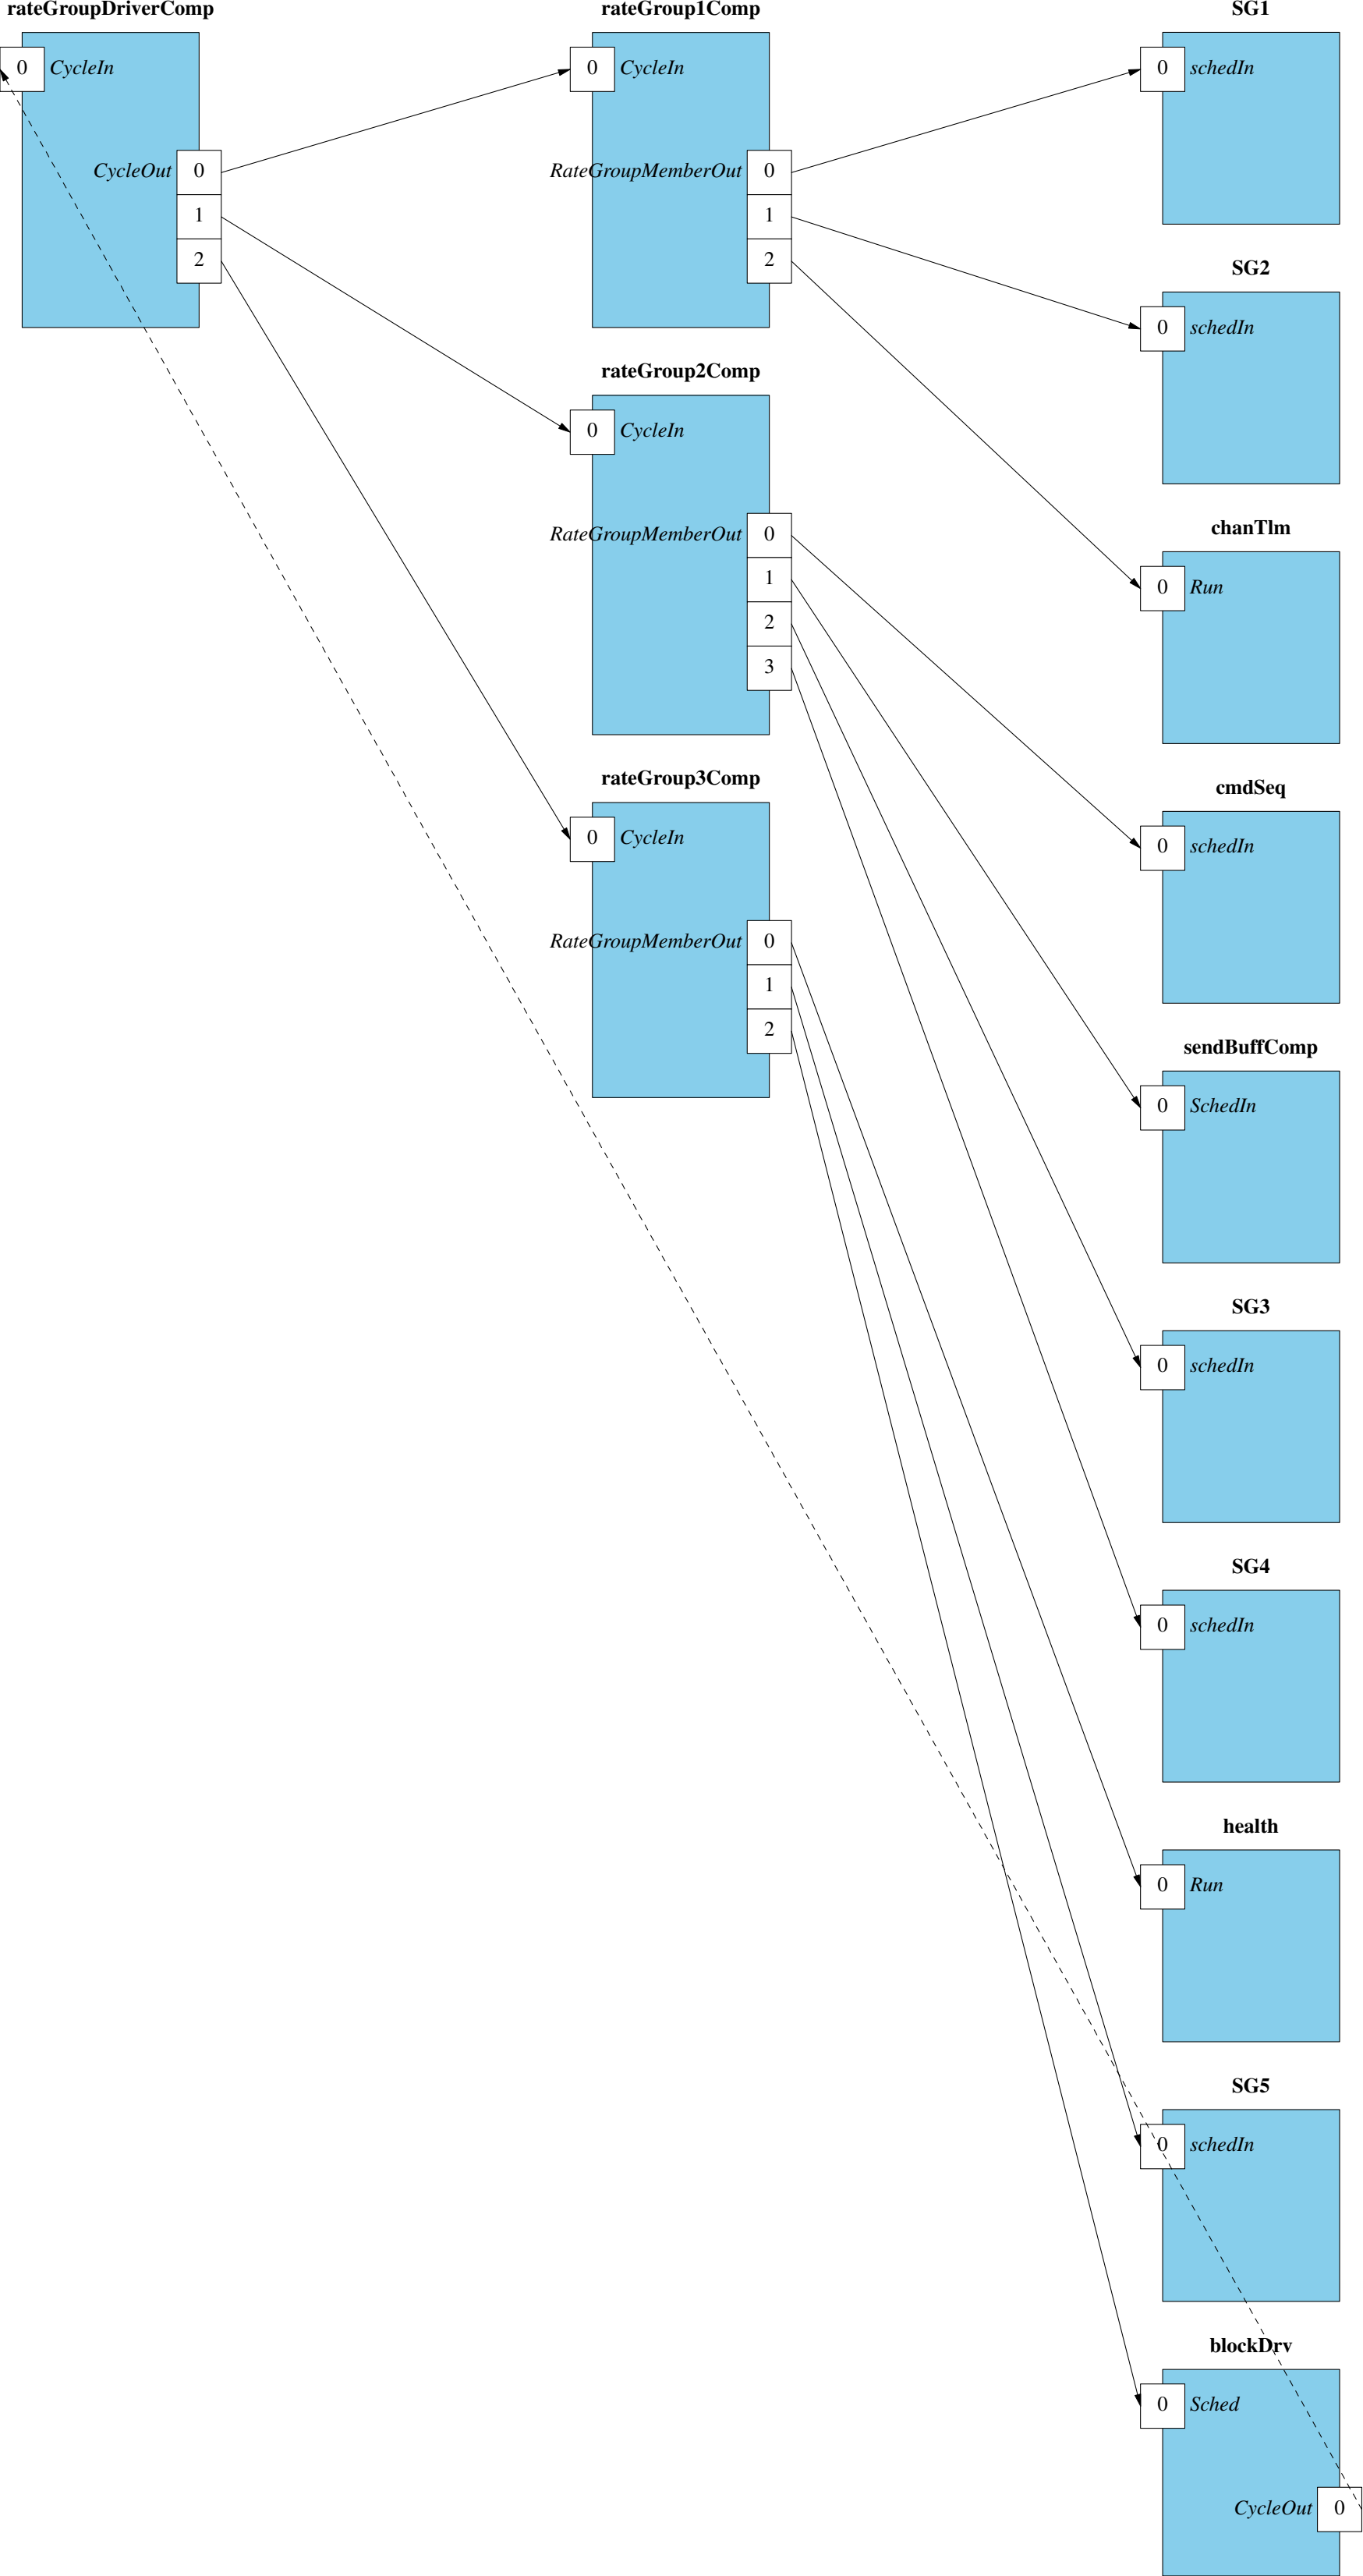 rateGroupDriverComp
0 CycleIn
CycleOut 0
1
2
rateGroup1Comp
0 CycleIn
RateGroupMemberOut 0
1
2
rateGroup2Comp
0 CycleIn
RateGroupMemberOut 0
1
2
3
rateGroup3Comp
0 CycleIn
RateGroupMemberOut 0
1
2
SG1
0 schedIn
SG2
0 schedIn
chanTlm
0 Run
cmdSeq
0 schedIn
sendBuffComp
0 SchedIn
SG3
0 schedIn
SG4
0 schedIn
health
0 Run
SG5
0 schedIn
blockDrv
0 Sched
CycleOut 0